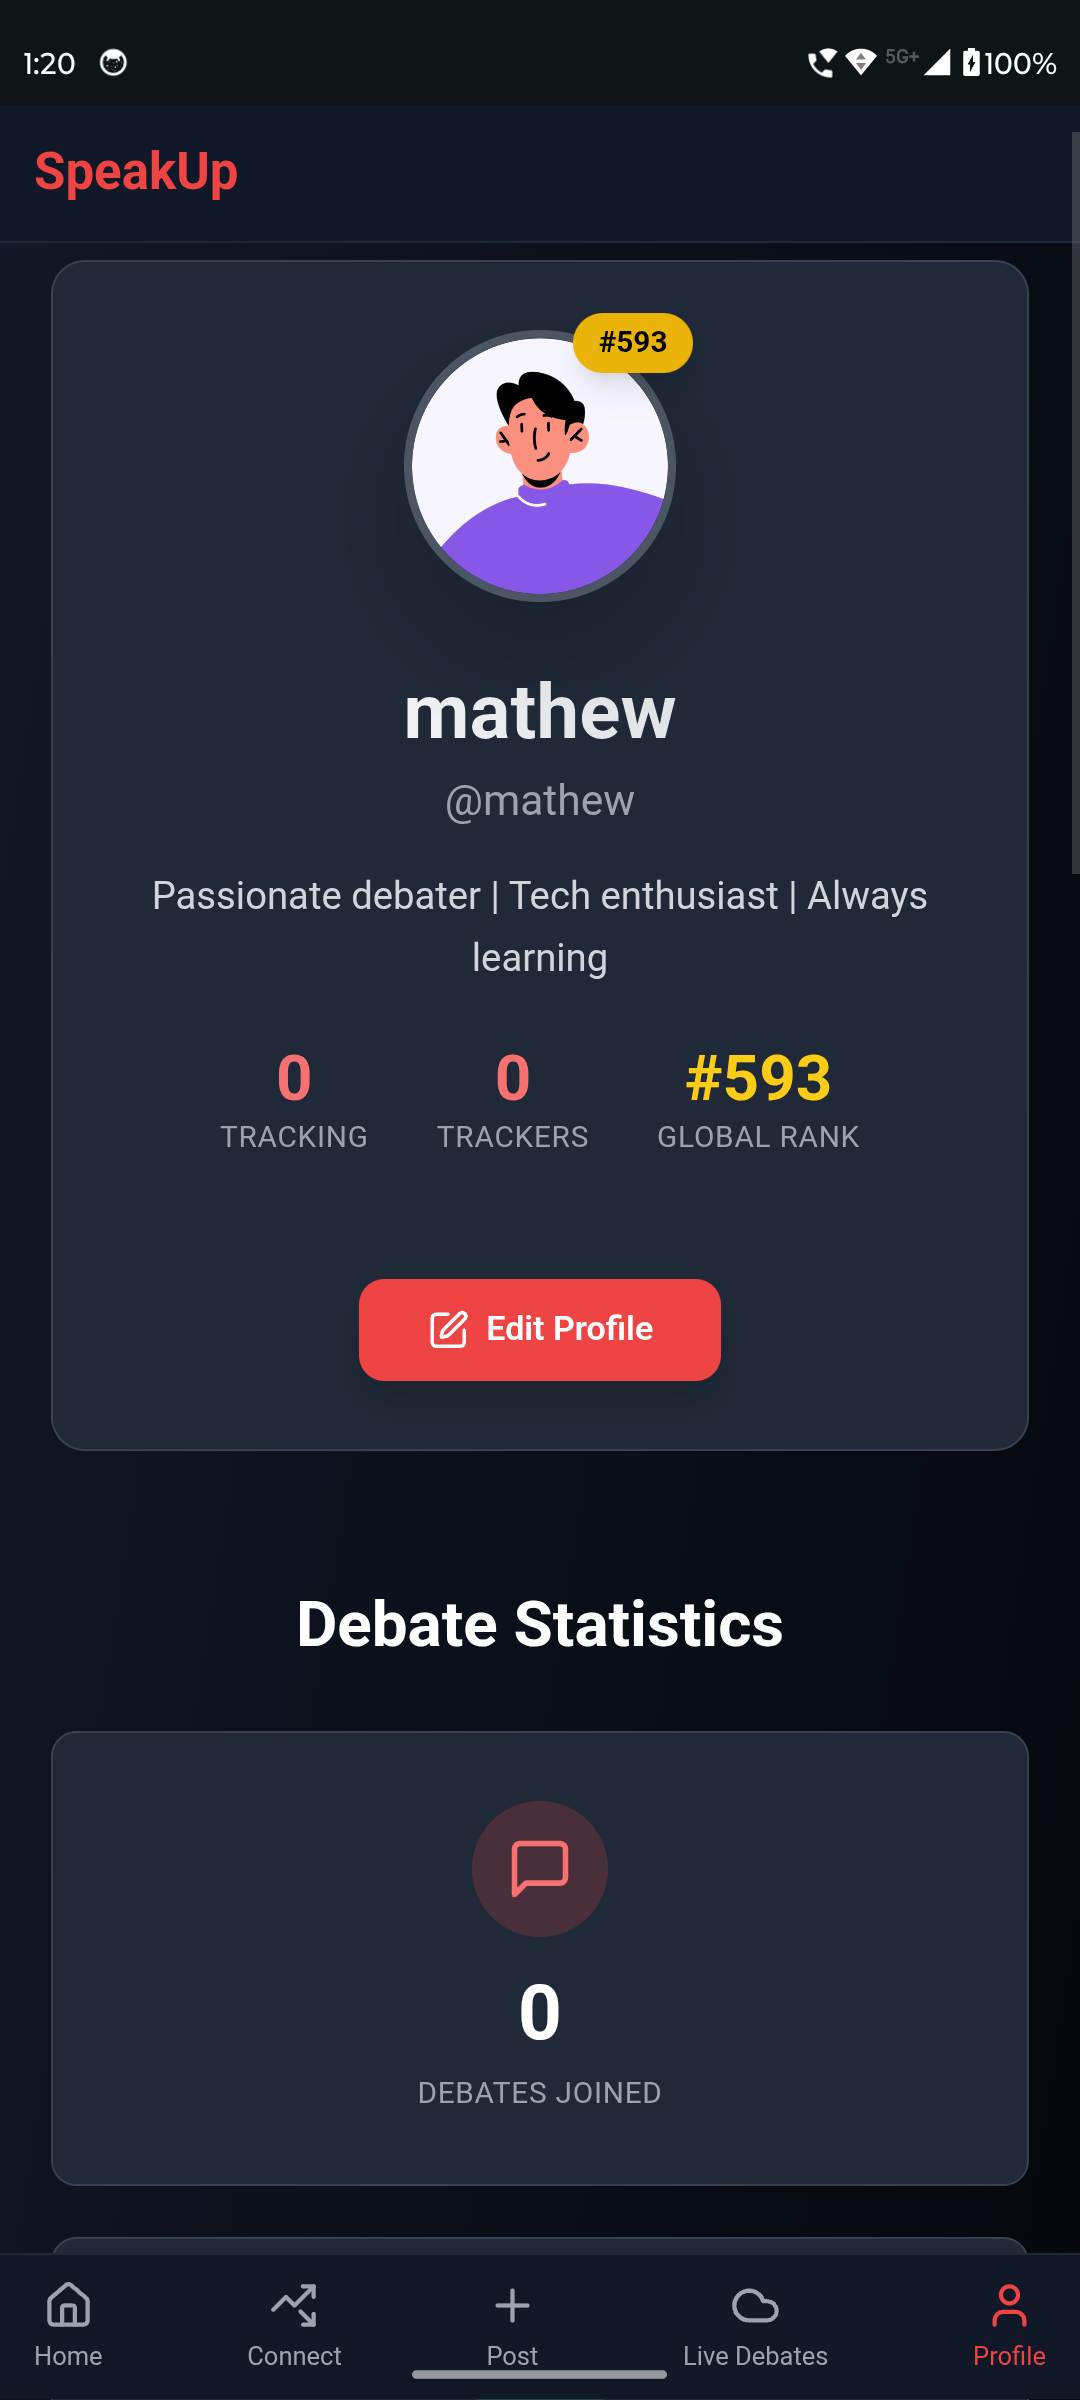 1:20
5G+
100%
SpeakUp
#593
mathew
@mathew
Passionate debater | Tech enthusiast | Always
learning
0 0 #593
TRACKING TRACKERS GLOBAL RANK
Edit Profile
Debate Statistics
0
DEBATES JOINED
Home Connect Post Live Debates Profile